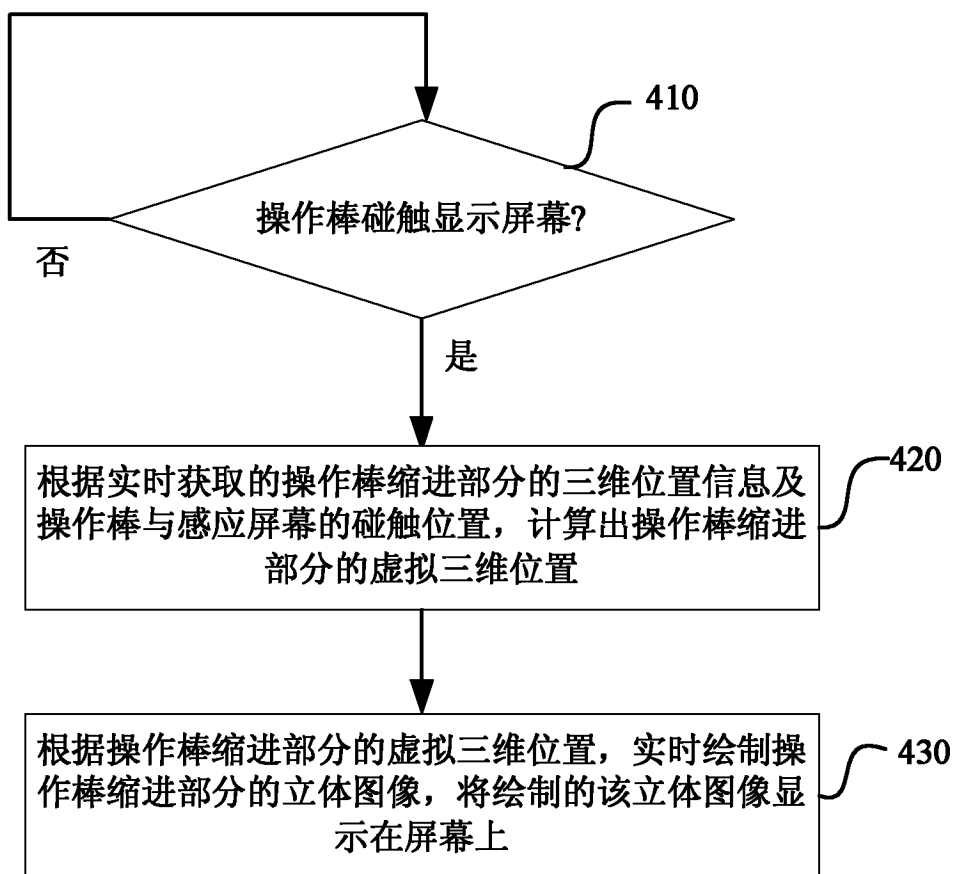 410
操作棒碰触显示屏幕?
否
是
420
根据实时获取的操作棒缩进部分的三维位置信息及
操作棒与感应屏幕的碰触位置，计算出操作棒缩进
部分的虚拟三维位置
430
根据操作棒缩进部分的虚拟三维位置，实时绘制操
作棒缩进部分的立体图像，将绘制的该立体图像显
示在屏幕上